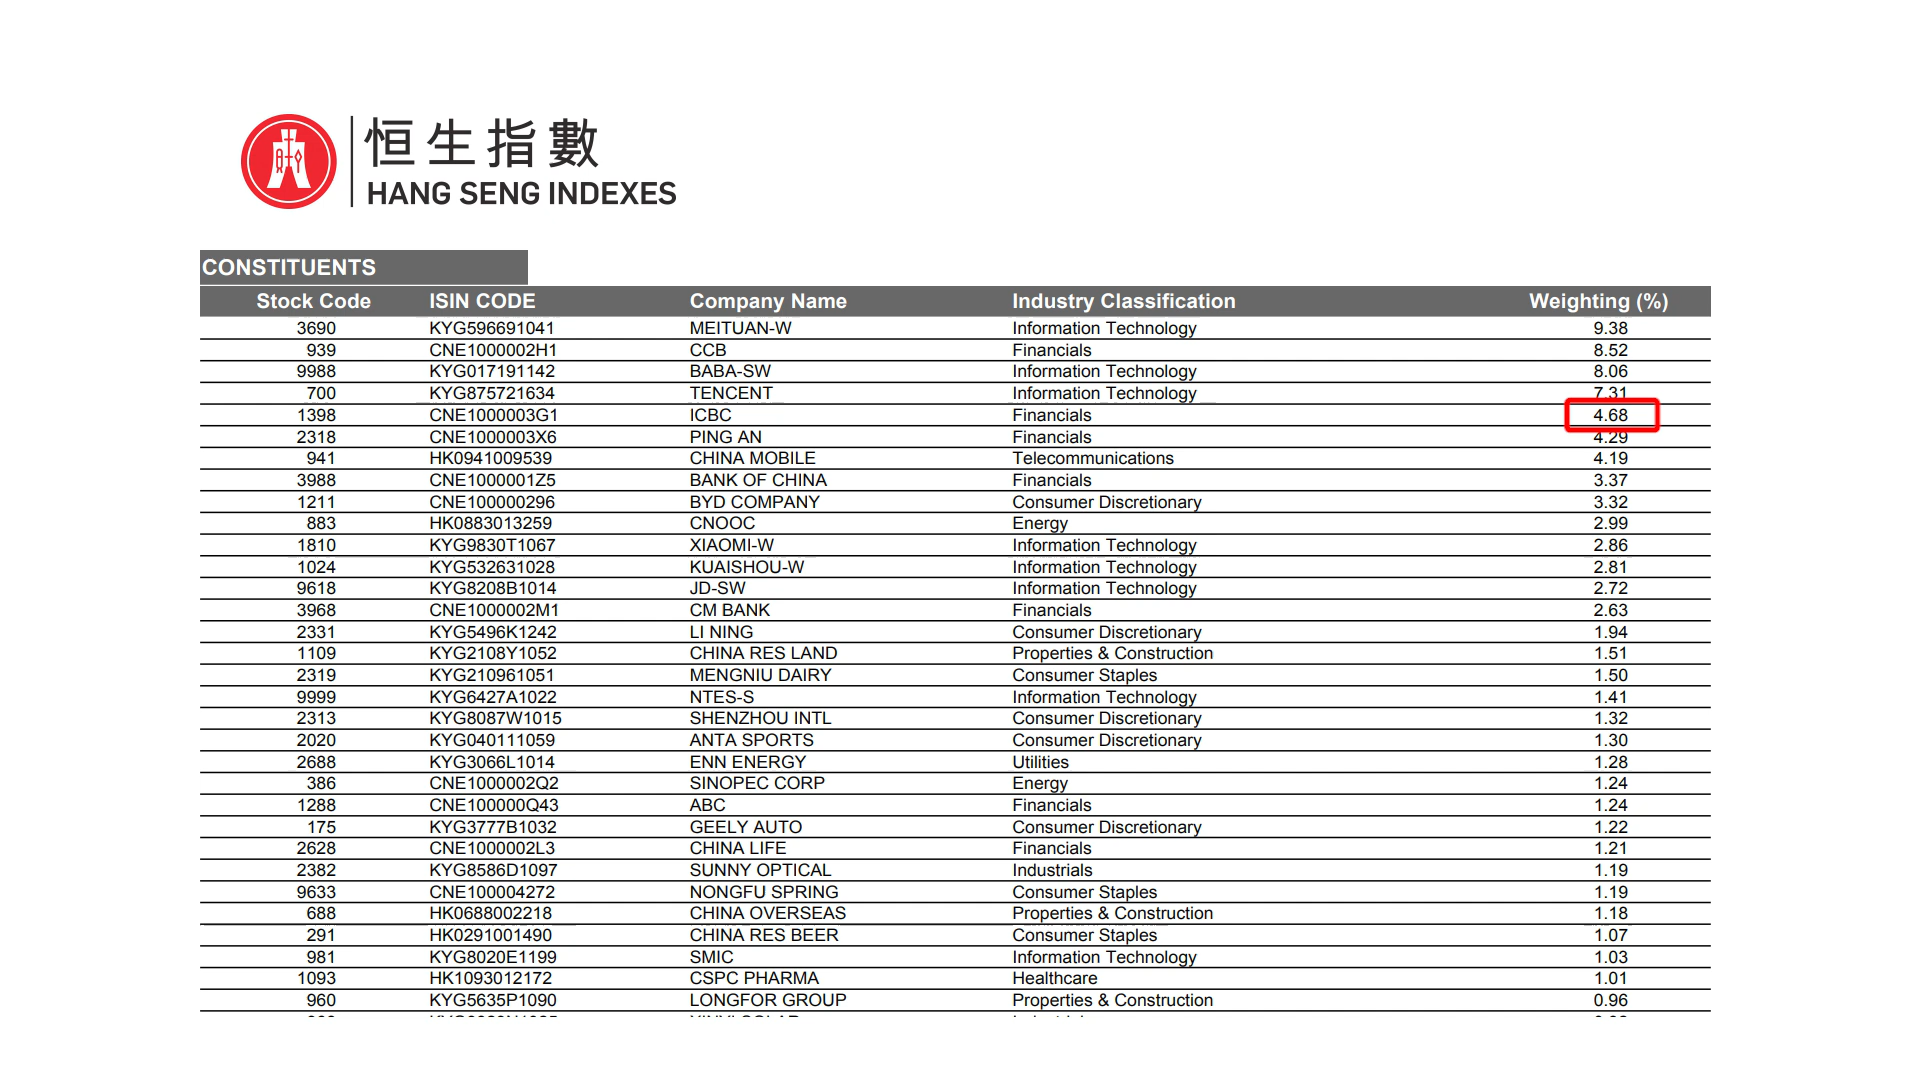 恒生指數
HANG SENG INDEXES
CONSTITUENTS
Stock Code ISIN CODE Company Name Industry Classification Weighting (%)
3690 KYG596691041 MEITUAN-W Information Technology 9.38
939 CNE1000002H1 CCB Financials 8.52
9988 KYG017191142 BABA-SW Information Technology 8.06
700 KYG875721634 TENCENT Information Technology 7.31
1398 CNE1000003G1 ICBC Financials 4.68
2318 CNE1000003X6 PING AN Financials 4.29
941 HK0941009539 CHINA MOBILE Telecommunications 4.19
3988 CNE1000001Z5 BANK OF CHINA Financials 3.37
1211 CNE100000296 BYD COMPANY Consumer Discretionary 3.32
883 HK0883013259 CNOOC Energy 2.99
1810 KYG9830T1067 XIAOMI-W Information Technology 2.86
1024 KYG532631028 KUAISHOU-W Information Technology 2.81
9618 KYG8208B1014 JD-SW Information Technology 2.72
3968 CNE1000002M1 CM BANK Financials 2.63
2331 KYG5496K1242 LI NING Consumer Discretionary 1.94
1109 KYG2108Y1052 CHINA RES LAND Properties & Construction 1.51
2319 KYG210961051 MENGNIU DAIRY Consumer Staples 1.50
9999 KYG6427A1022 NTES-S Information Technology 1.41
2313 KYG8087W1015 SHENZHOU INTL Consumer Discretionary 1.32
2020 KYG040111059 ANTA SPORTS Consumer Discretionary 1.30
2688 KYG3066L1014 ENN ENERGY Utilities 1.28
386 CNE1000002Q2 SINOPEC CORP Energy 1.24
1288 CNE100000Q43 ABC Financials 1.24
175 KYG3777B1032 GEELY AUTO Consumer Discretionary 1.22
2628 CNE1000002L3 CHINA LIFE Financials 1.21
2382 KYG8586D1097 SUNNY OPTICAL Industrials 1.19
9633 CNE100004272 NONGFU SPRING Consumer Staples 1.19
688 HK0688002218 CHINA OVERSEAS Properties & Construction 1.18
291 HK0291001490 CHINA RES BEER Consumer Staples 1.07
981 KYG8020E1199 SMIC Information Technology 1.03
1093 HK1093012172 CSPC PHARMA Healthcare 1.01
960 KYG5635P1090 LONGFOR GROUP Properties & Construction 0.96